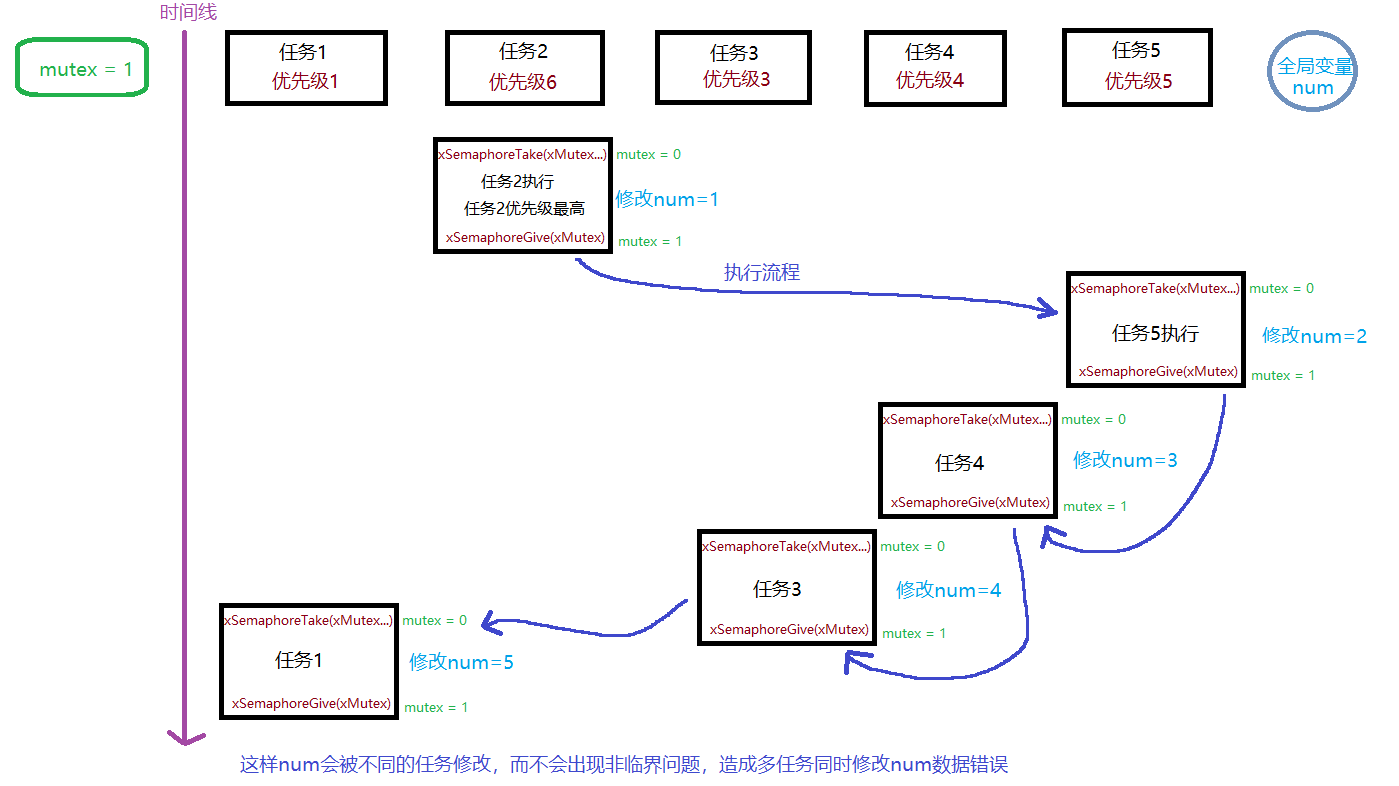 时间线
mutex = 1
任务1
优先级1
任务2
优先级6
任务3
优先级3
任务4
优先级4
任务5
优先级5
全局变量
num
xSemaphoreTake(xMutex...)
mutex = 0
任务2执行
任务2优先级最高
修改num=1
xSemaphoreGive(xMutex)
mutex = 1
执行流程
xSemaphoreTake(xMutex...)
mutex = 0
任务5执行
修改num=2
xSemaphoreGive(xMutex)
mutex = 1
xSemaphoreTake(xMutex...)
mutex = 0
任务4
修改num=3
xSemaphoreGive(xMutex)
mutex = 1
xSemaphoreTake(xMutex...)
mutex = 0
任务3
修改num=4
xSemaphoreGive(xMutex)
mutex = 1
xSemaphoreTake(xMutex...)
mutex = 0
任务1
修改num=5
xSemaphoreGive(xMutex)
mutex = 1
这样num会被不同的任务修改，而不会出现非临界问题，造成多任务同时修改num数据错误